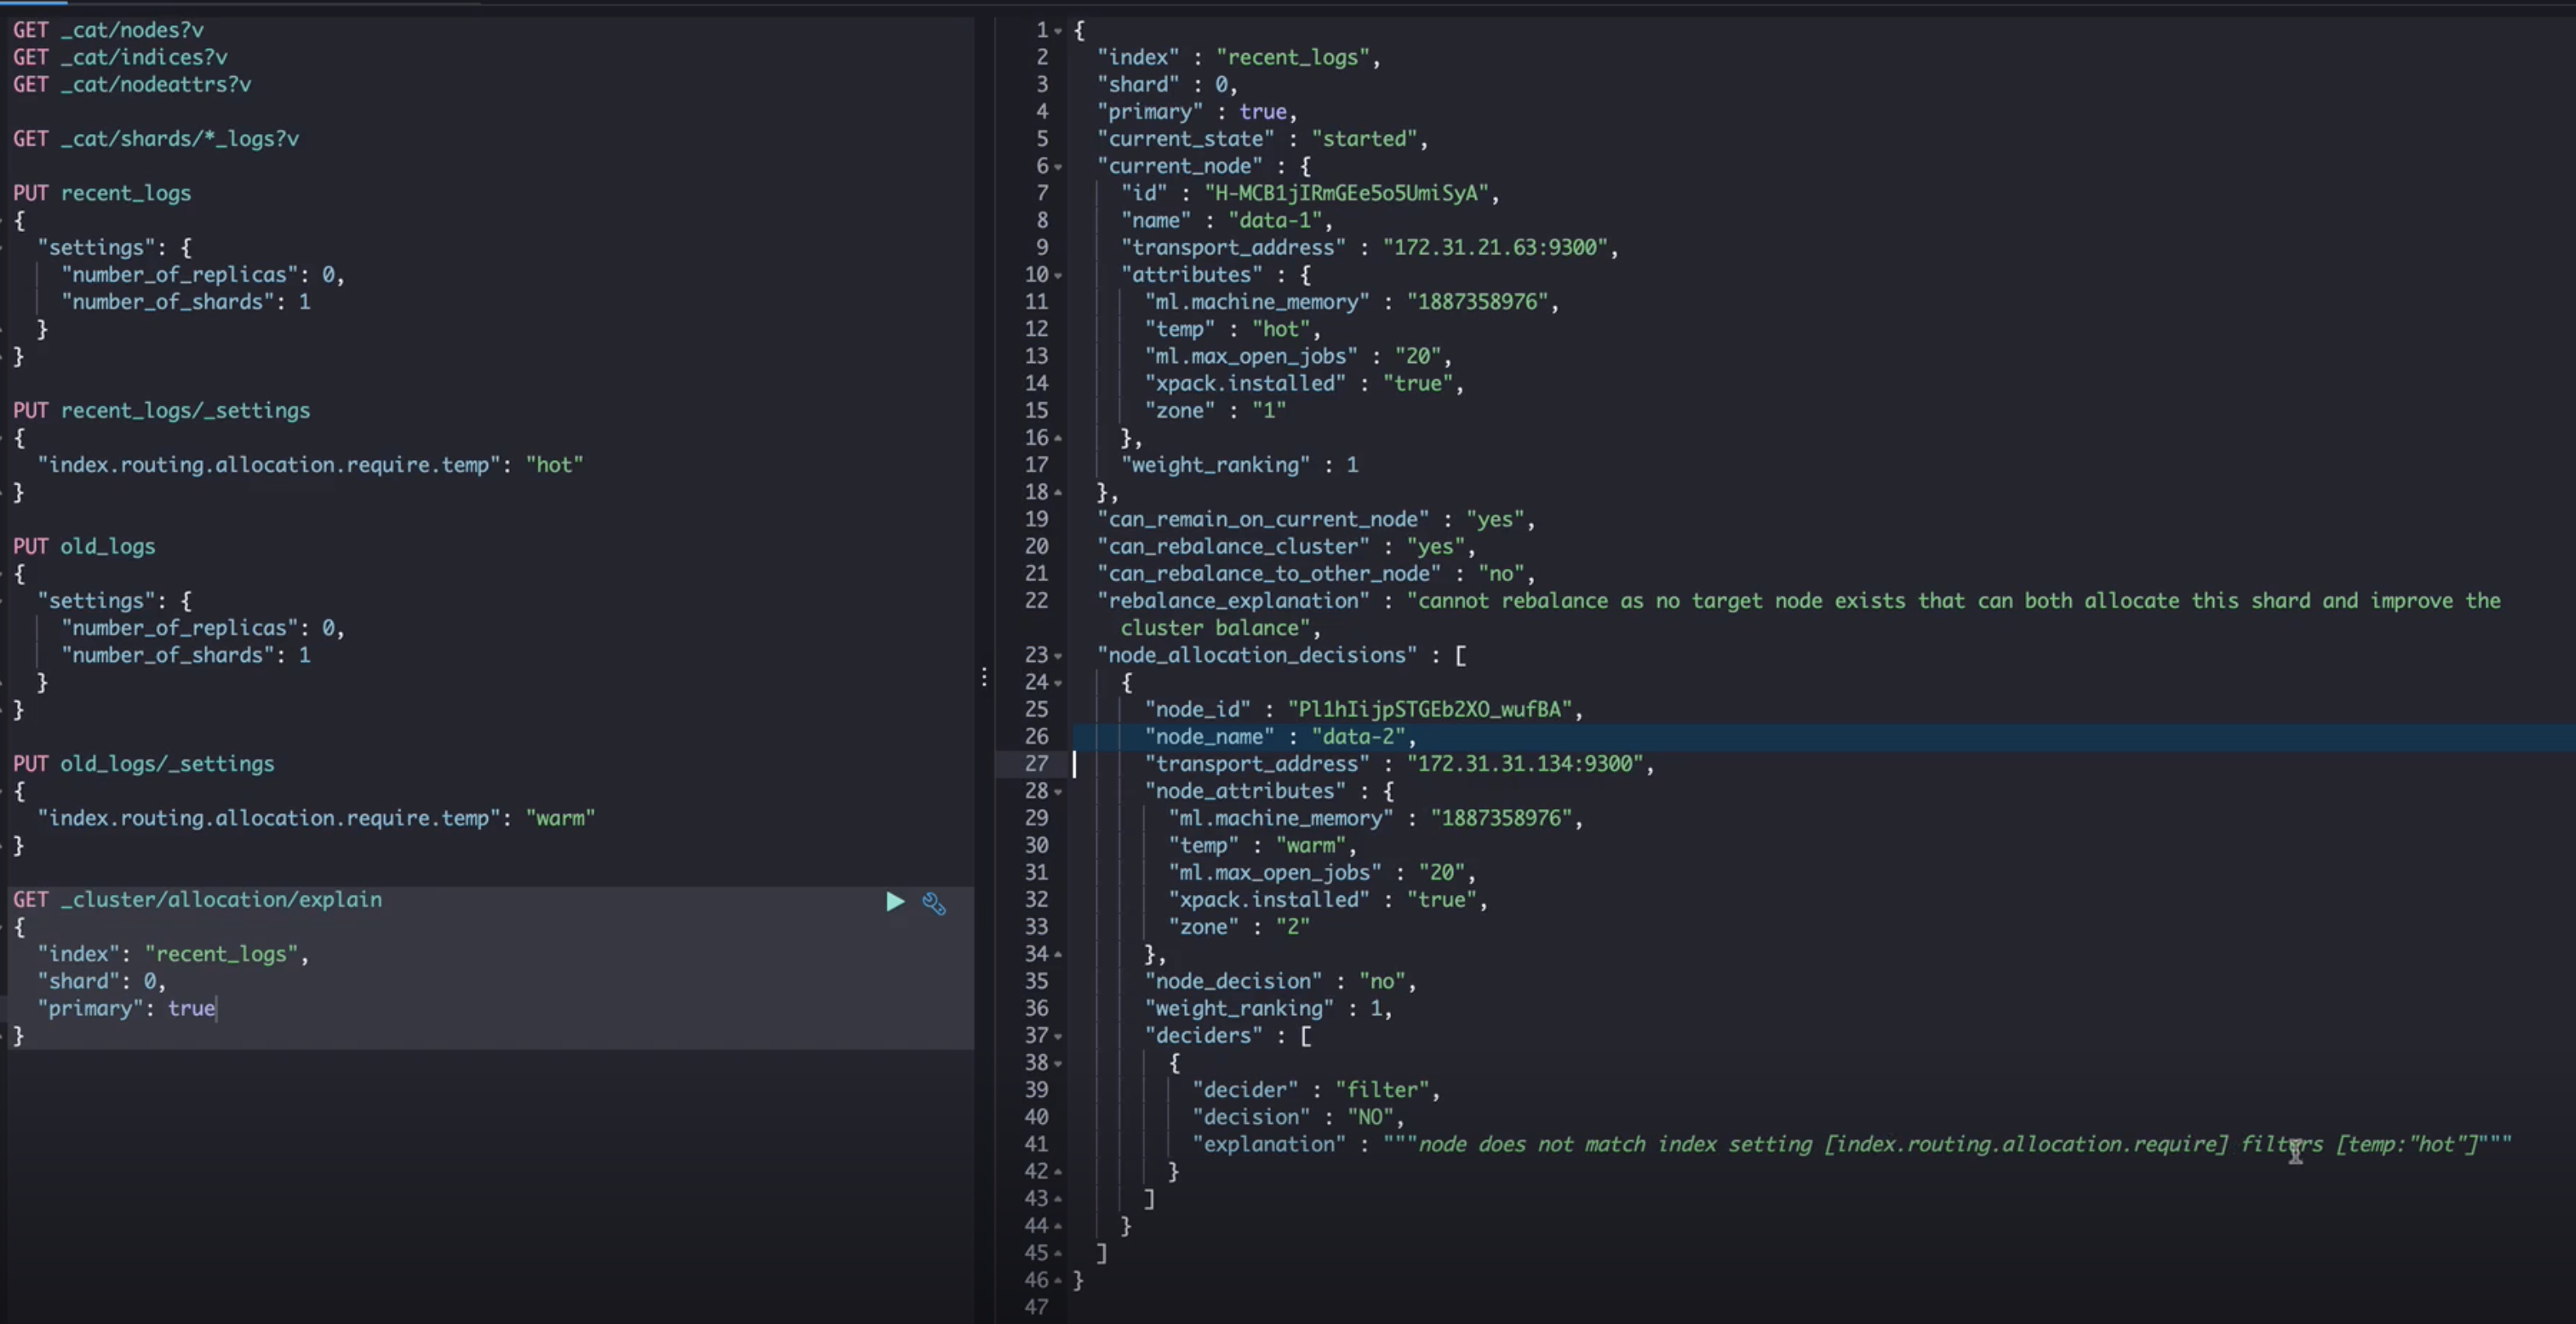 GET _cat/nodes?v
GET _cat/indices?v
GET _cat/nodeattrs?v
GET _cat/shards/*_logs?v
PUT recent_logs
{
"settings": {
"number_of_replicas": 0,
"number_of_shards": 1
}
}
PUT recent_logs/_settings
{
"index.routing.allocation.require.temp": "hot"
}
PUT old_logs
{
"settings": {
"number_of_replicas": 0,
"number_of_shards": 1
}
}
PUT old_logs/_settings
{
"index.routing.allocation.require.temp": "warm"
}
GET _cluster/allocation/explain
{
"index": "recent_logs",
"shard": 0,
"primary": true
}
1 {
2 "index" : "recent_logs",
3 "shard" : 0,
4 "primary" : true,
5 "current_state" : "started",
6 "current_node" : {
7 "id" : "H-MCB1jIRmGEe5o5UmiSyA",
8 "name" : "data-1",
9 "transport_address" : "172.31.21.63:9300",
10 "attributes" : {
11 "ml.machine_memory" : "1887358976",
12 "temp" : "hot",
13 "ml.max_open_jobs" : "20",
14 "xpack.installed" : "true",
15 "zone" : "1"
16 },
17 "weight_ranking" : 1
18 },
19 "can_remain_on_current_node" : "yes",
20 "can_rebalance_cluster" : "yes",
21 "can_rebalance_to_other_node" : "no",
22 "rebalance_explanation" : "cannot rebalance as no target node exists that can both allocate this shard and improve the
cluster balance",
23 "node_allocation_decisions" : [
24 {
25 "node_id" : "Pl1hIijpSTGEb2XO_wufBA",
26 "node_name" : "data-2",
27 "transport_address" : "172.31.31.134:9300",
28 "node_attributes" : {
29 "ml.machine_memory" : "1887358976",
30 "temp" : "warm",
31 "ml.max_open_jobs" : "20",
32 "xpack.installed" : "true",
33 "zone" : "2"
34 },
35 "node_decision" : "no",
36 "weight_ranking" : 1,
37 "deciders" : [
38 {
39 "decider" : "filter",
40 "decision" : "NO",
41 "explanation" : """node does not match index setting [index.routing.allocation.require] filters [temp:"hot"]"""
42 }
43 ]
44 }
45 ]
46 }
47